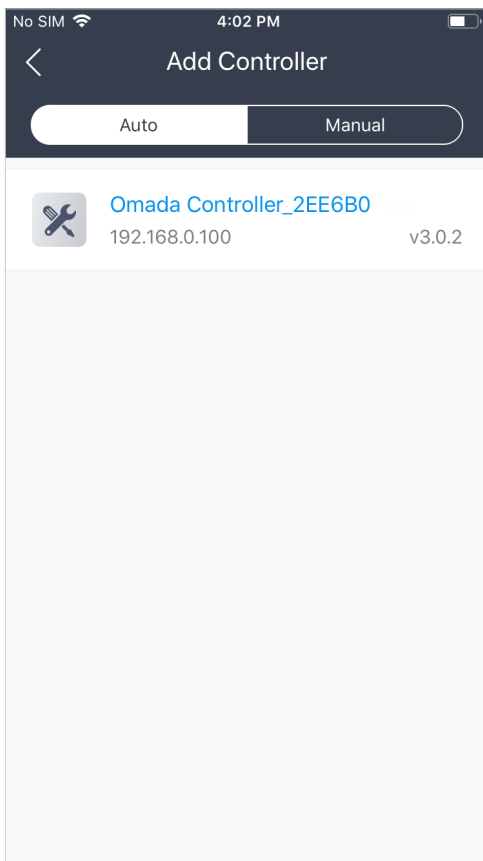 No SIM 4:02 PM
Add Controller
Auto Manual
Omada Controller_2EE6B0
192.168.0.100 v3.0.2